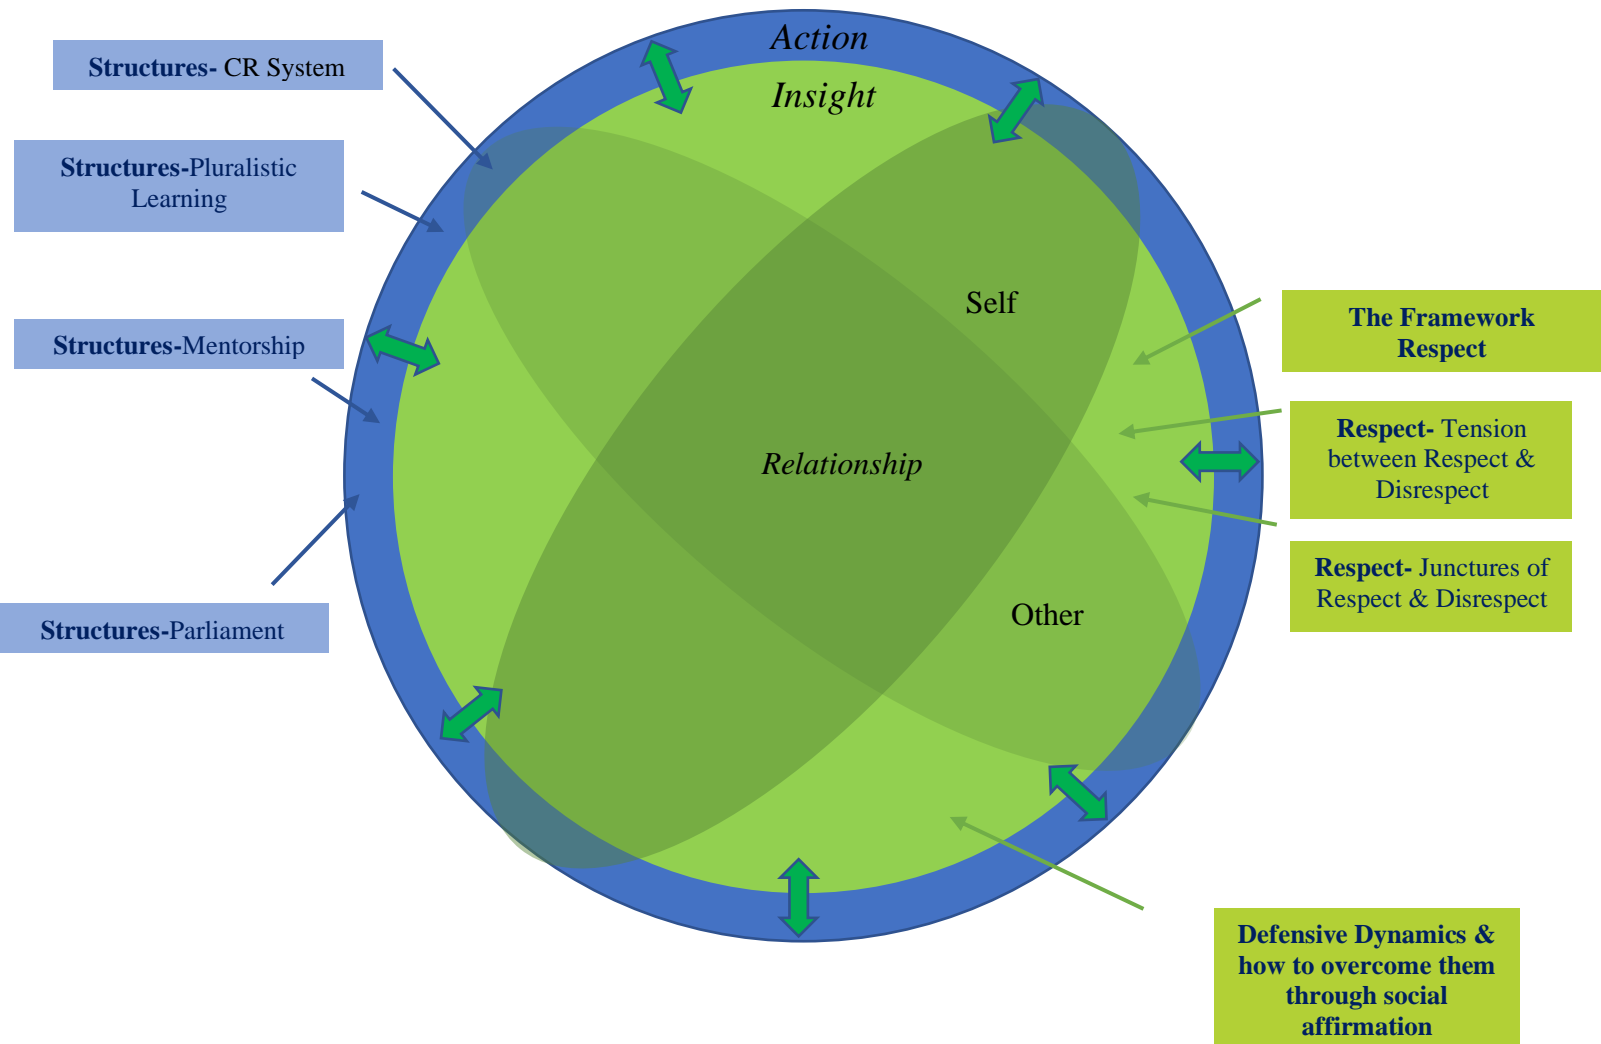 Action
Insight
Structures- CR System
Structures-Pluralistic
Learning
Structures-Mentorship
Structures-Parliament
Self
Relationship
Other
The Framework
Respect
Respect- Tension
between Respect &
Disrespect
Respect- Junctures of
Respect & Disrespect
Defensive Dynamics &
how to overcome them
through social
affirmation